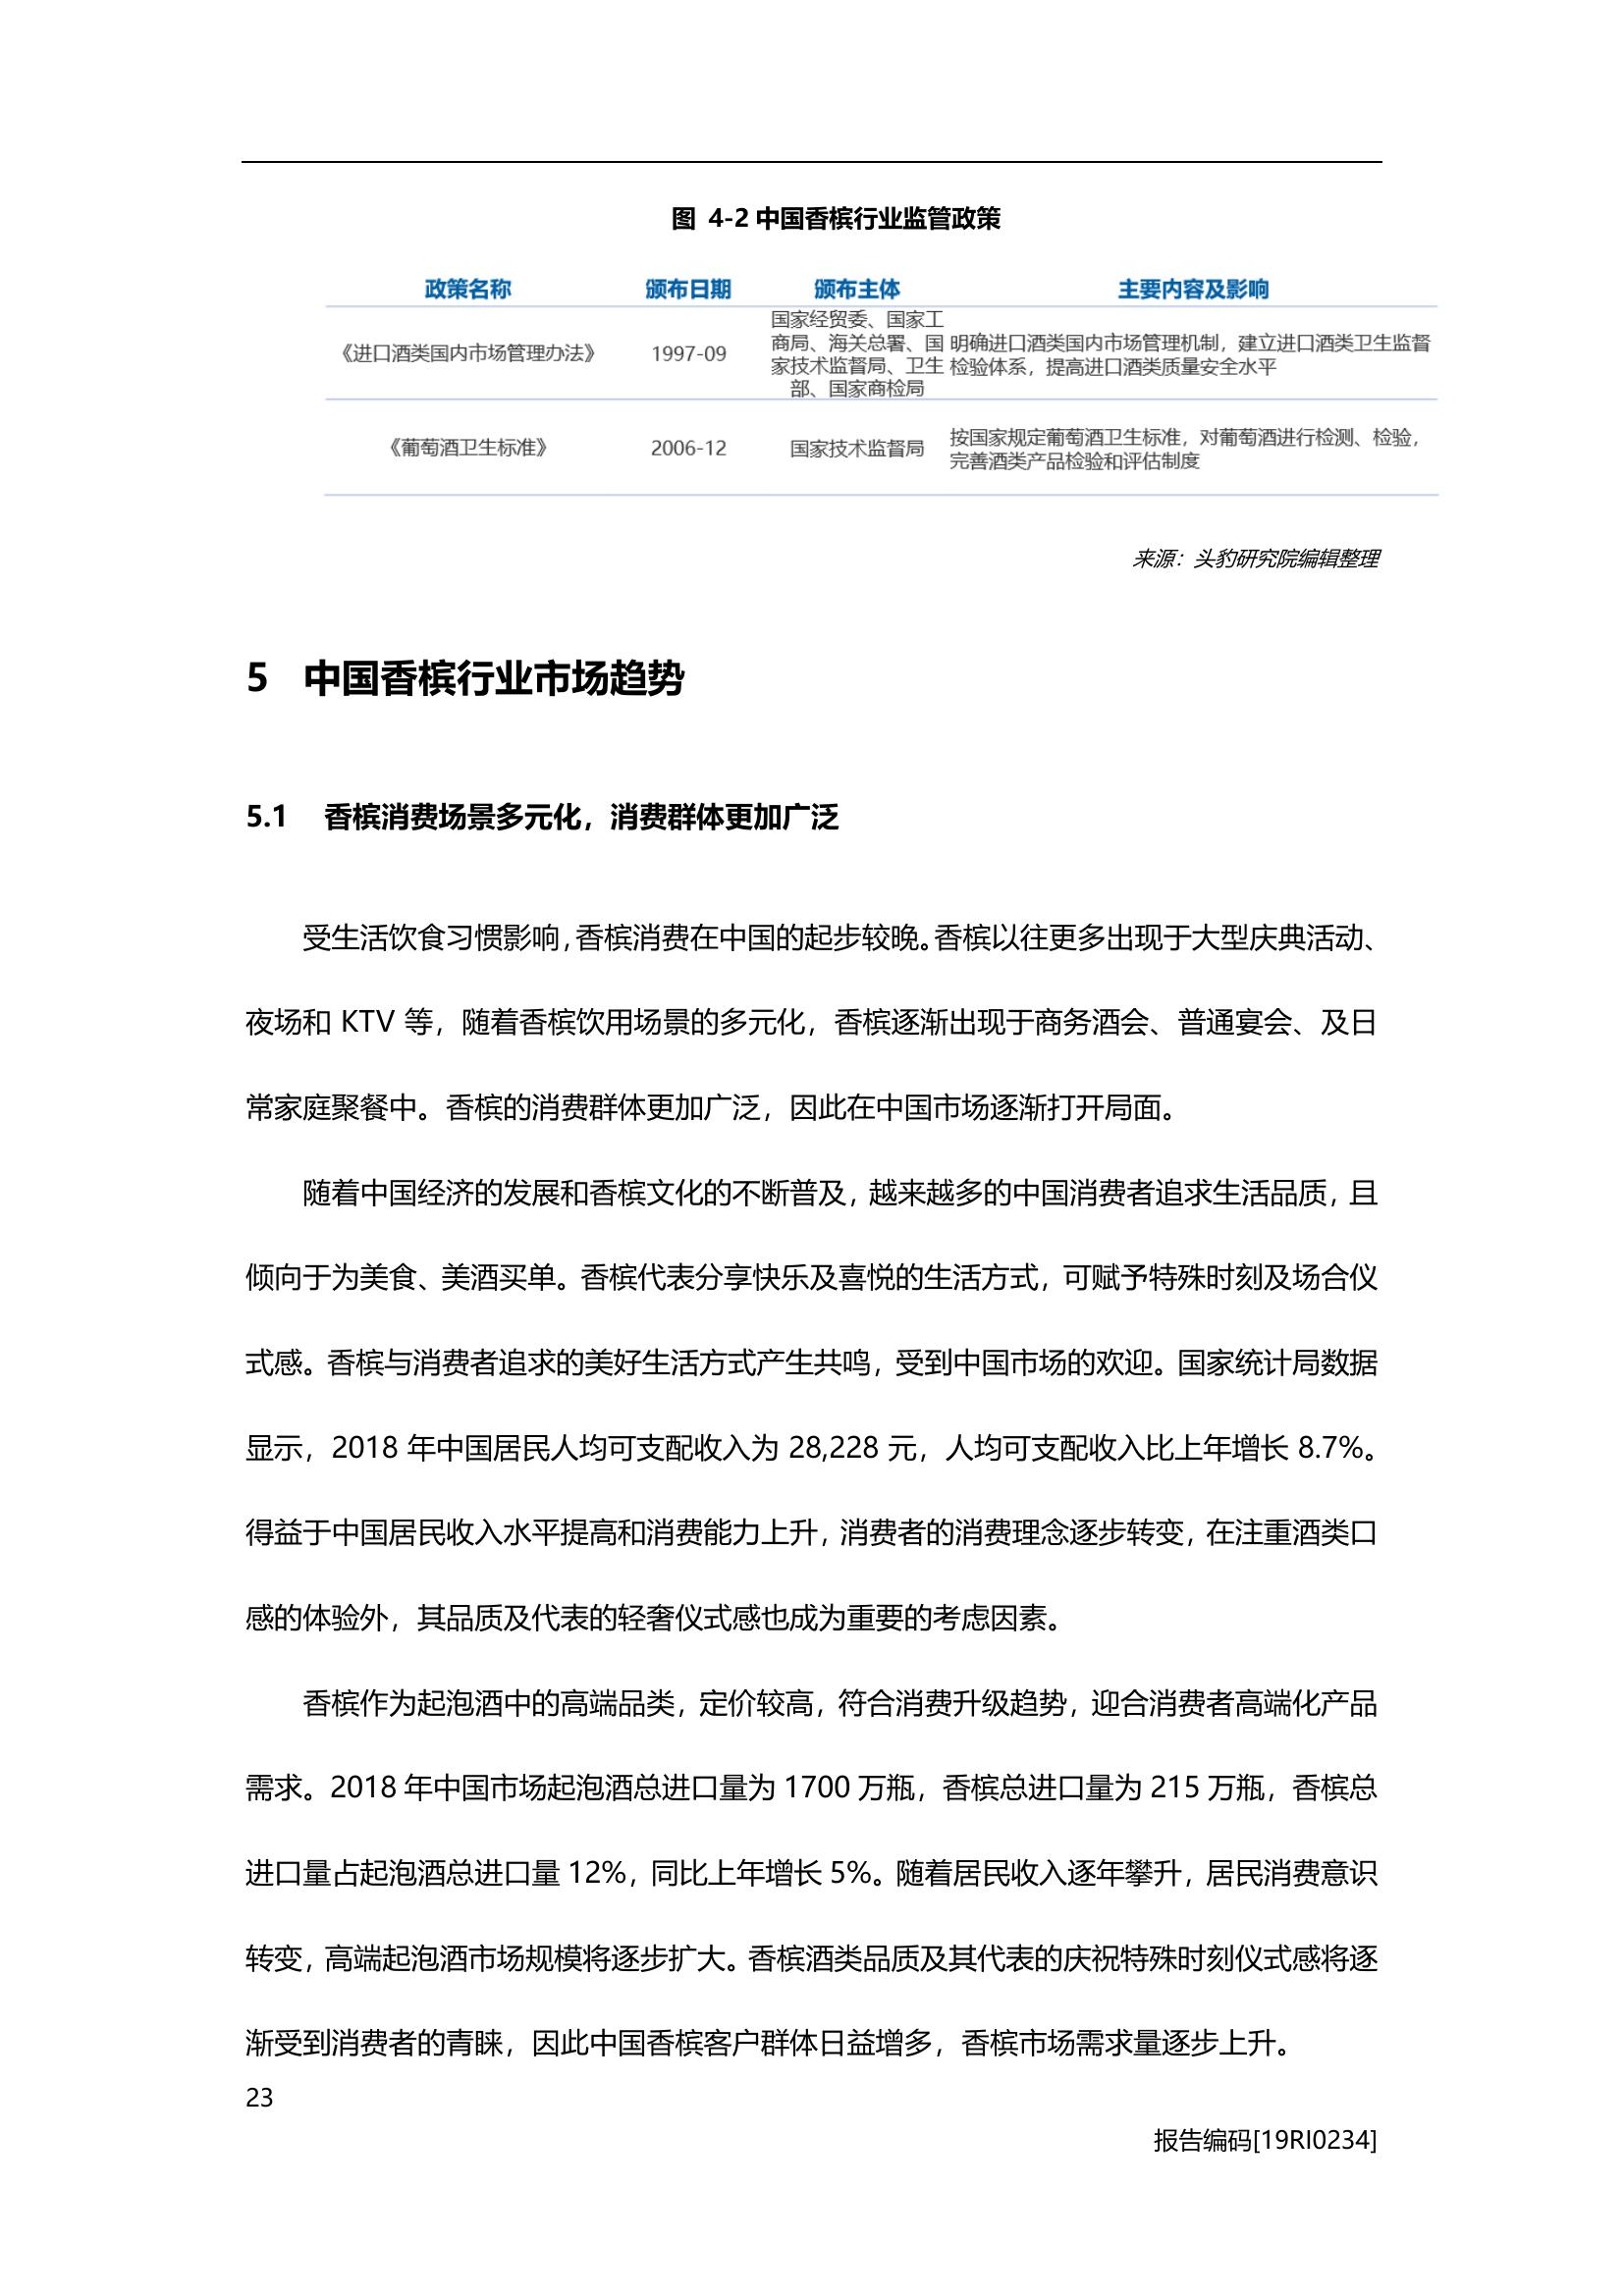 图 4-2 中国香槟行业监管政策
政策名称 颁布日期 颁布主体 主要内容及影响
《进口酒类国内市场管理办法》 1997-09 国家经贸委、国家工
商局、海关总署、国
家技术监督局、卫生
部、国家商检局
明确进口酒类国内市场管理机制，建立进口酒类卫生监督
检验体系，提高进口酒类质量安全水平
《葡萄酒卫生标准》 2006-12 国家技术监督局
按国家规定葡萄酒卫生标准，对葡萄酒进行检测、检验，
完善酒类产品检验和评估制度
来源：头豹研究院编辑整理
5 中国香槟行业市场趋势
5.1 香槟消费场景多元化，消费群体更加广泛
受生活饮食习惯影响，香槟消费在中国的起步较晚。香槟以往更多出现于大型庆典活动、
夜场和 KTV 等，随着香槟饮用场景的多元化，香槟逐渐出现于商务酒会、普通宴会、及日
常家庭聚餐中。香槟的消费群体更加广泛，因此在中国市场逐渐打开局面。
随着中国经济的发展和香槟文化的不断普及，越来越多的中国消费者追求生活品质，且
倾向于为美食、美酒买单。香槟代表分享快乐及喜悦的生活方式，可赋予特殊时刻及场合仪
式感。香槟与消费者追求的美好生活方式产生共鸣，受到中国市场的欢迎。国家统计局数据
显示，2018 年中国居民人均可支配收入为 28,228 元，人均可支配收入比上年增长 8.7%。
得益于中国居民收入水平提高和消费能力上升，消费者的消费理念逐步转变，在注重酒类口
感的体验外，其品质及代表的轻奢仪式感也成为重要的考虑因素。
香槟作为起泡酒中的高端品类，定价较高，符合消费升级趋势，迎合消费者高端化产品
需求。2018 年中国市场起泡酒总进口量为 1700 万瓶，香槟总进口量为 215 万瓶，香槟总
进口量占起泡酒总进口量 12%，同比上年增长 5%。随着居民收入逐年攀升，居民消费意识
转变，高端起泡酒市场规模将逐步扩大。香槟酒类品质及其代表的庆祝特殊时刻仪式感将逐
渐受到消费者的青睐，因此中国香槟客户群体日益增多，香槟市场需求量逐步上升。
23
报告编码[19RI0234]